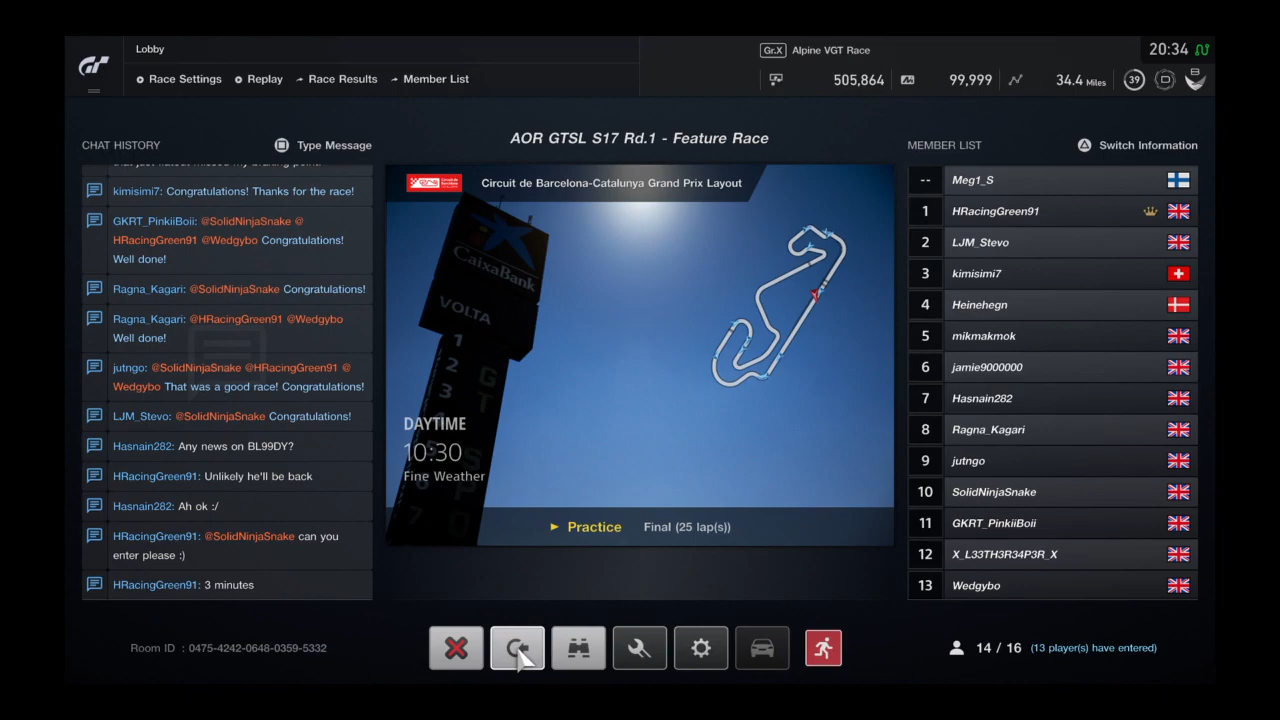 Lobby
Gr.X Alpine VGT Race
20:34
Race Settings Replay Race Results Member List
505,864 99,999 34.4 Miles 39 D B
CHAT HISTORY Type Message
AOR GTSL S17 Rd.1 - Feature Race
MEMBER LIST Switch Information
kimisimi7: Congratulations! Thanks for the race!
GKRT_PinkiiBoii: @SolidNinjaSnake @
HRacingGreen91 @Wedgybo Congratulations!
Well done!
Ragna_Kagari: @SolidNinjaSnake Congratulations!
Ragna_Kagari: @HRacingGreen91 @Wedgybo
Well done!
jutngo: @SolidNinjaSnake @HRacingGreen91 @
Wedgybo That was a good race! Congratulations!
LJM_Stevo: @SolidNinjaSnake Congratulations!
Hasnain282: Any news on BL99DY?
HRacingGreen91: Unlikely he'll be back
Hasnain282: Ah ok :/
HRacingGreen91: @SolidNinjaSnake can you
enter please :)
HRacingGreen91: 3 minutes
Circuit de Barcelona-Catalunya Grand Prix Layout
CaixaBank
VOLTA
1
2
3
7
DAYTIME
10:30
Fine Weather
Practice Final (25 lap(s))
-- Meg1_S
1 HRacingGreen91
2 LJM_Stevo
3 kimisimi7
4 Heinehegn
5 mikmakmok
6 jamie9000000
7 Hasnain282
8 Ragna_Kagari
9 jutngo
10 SolidNinjaSnake
11 GKRT_PinkiiBoii
12 X_L33TH3R34P3R_X
13 Wedgybo
Room ID : 0475-4242-0648-0359-5332
14 / 16 (13 player(s) have entered)